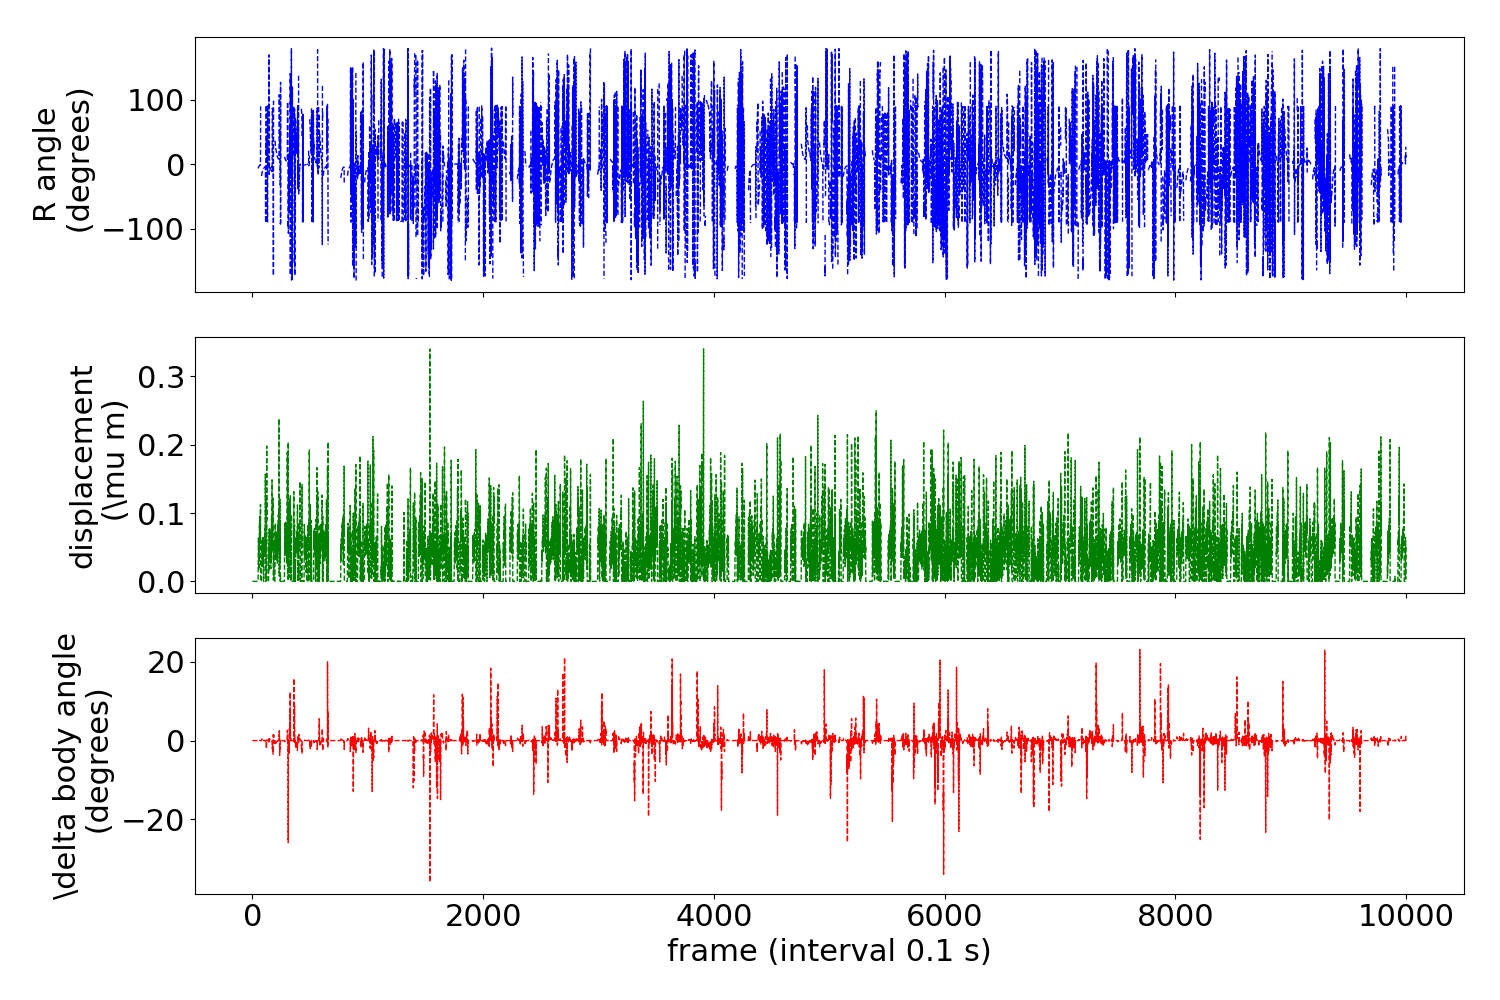 R angle
(degrees)
100
0
−100
displacement
(\mu m)
0.3
0.2
0.1
0.0
\delta body angle
(degrees)
20
0
−20
0 2000 4000 6000 8000 10000
frame (interval 0.1 s)